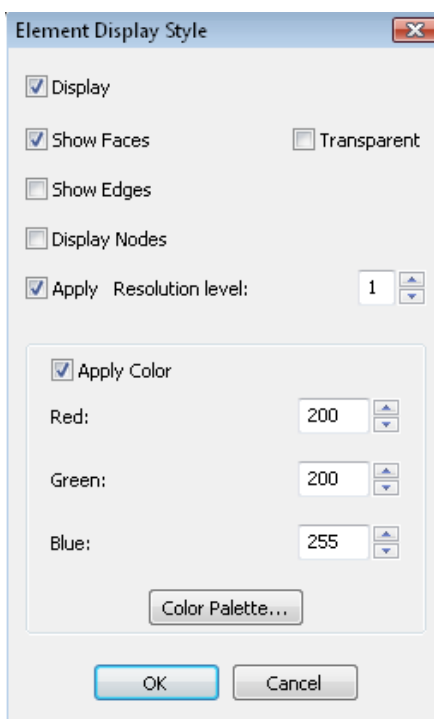 Element Display Style
Display
Show Faces Transparent
Show Edges
Display Nodes
Apply Resolution level: 1
Apply Color
Red: 200
Green: 200
Blue: 255
Color Palette...
OK Cancel